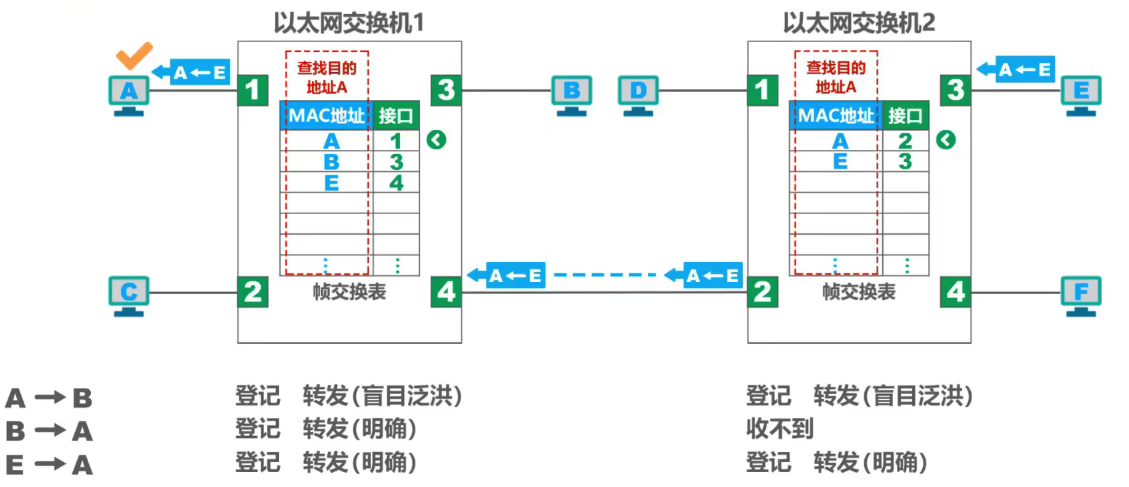 以太网交换机1
以太网交换机2
A←E
A
1
查找目的
地址A
MAC地址 接口
A 1
B 3
E 4
⋮ ⋮
帧交换表
3
B
C
2
4
A←E
A←E
D
1
查找目的
地址A
MAC地址 接口
A 2
E 3
⋮ ⋮
帧交换表
3
A←E
E
2
4
F
A→B 登记 转发(盲目泛洪) 登记 转发(盲目泛洪)
B→A 登记 转发(明确) 收不到
E→A 登记 转发(明确) 登记 转发(明确)